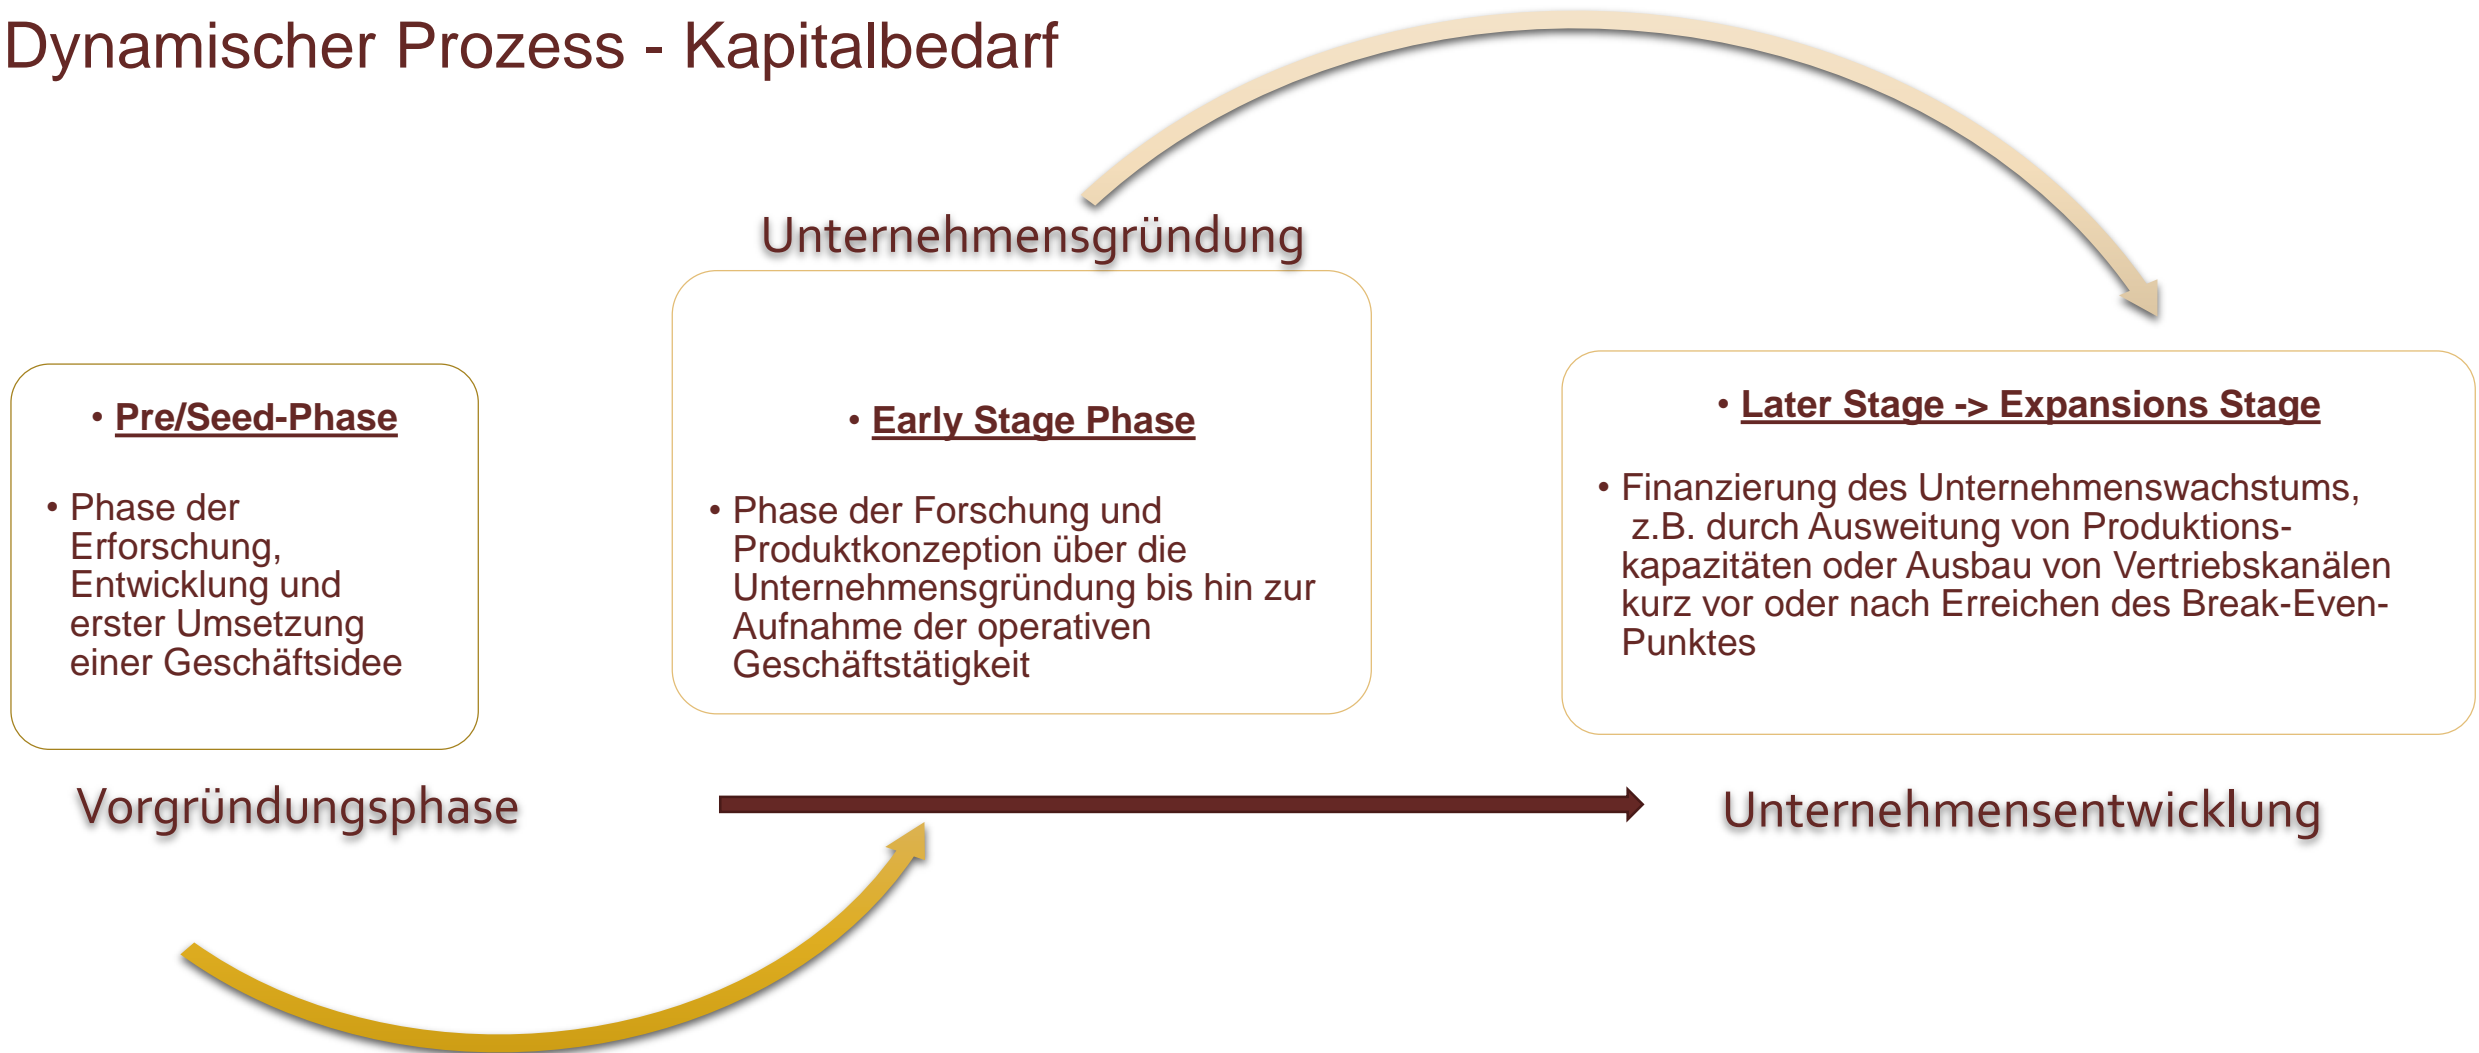 Dynamischer Prozess - Kapitalbedarf
Unternehmensgründung
• Pre/Seed-Phase
• Phase der
Erforschung,
Entwicklung und
erster Umsetzung
einer Geschäftsidee
Vorgründungsphase
• Early Stage Phase
• Phase der Forschung und
Produktkonzeption über die
Unternehmensgründung bis hin zur
Aufnahme der operativen
Geschäftstätigkeit
• Later Stage -> Expansions Stage
• Finanzierung des Unternehmenswachstums,
z.B. durch Ausweitung von Produktions-
kapazitäten oder Ausbau von Vertriebskanälen
kurz vor oder nach Erreichen des Break-Even-
Punktes
Unternehmensentwicklung